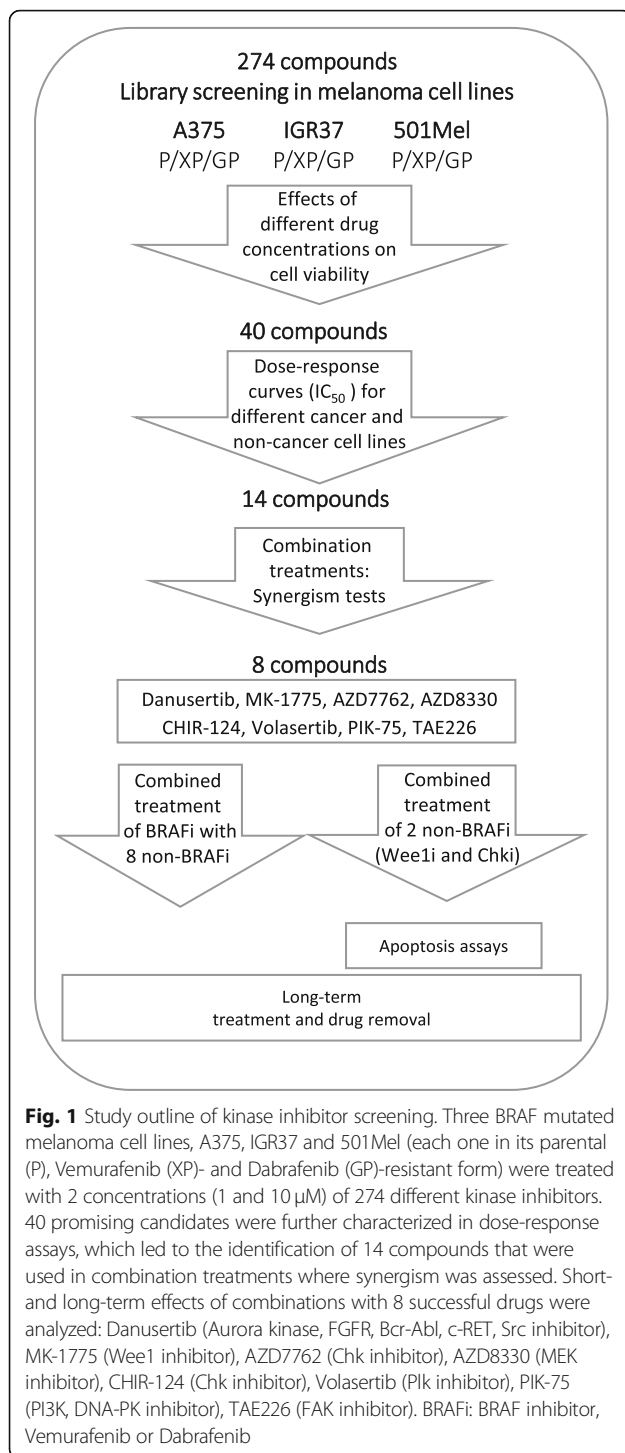 274 compounds
Library screening in melanoma cell lines
A375 IGR37 501Mel
P/XP/GP P/XP/GP P/XP/GP
Effects of
different drug
concentrations on
cell viability
40 compounds
Dose-response
curves (IC50 ) for
different cancer and
non-cancer cell lines
14 compounds
Combination
treatments:
Synergism tests
8 compounds
Danusertib, MK-1775, AZD7762, AZD8330
CHIR-124, Volasertib, PIK-75, TAE226
Combined
treatment
of BRAFi with
8 non-BRAFi
Combined
treatment
of 2 non-BRAFi
(Wee1i and Chki)
Apoptosis assays
Long-term
treatment and drug removal
Fig. 1 Study outline of kinase inhibitor screening. Three BRAF mutated
melanoma cell lines, A375, IGR37 and 501Mel (each one in its parental
(P), Vemurafenib (XP)- and Dabrafenib (GP)-resistant form) were treated
with 2 concentrations (1 and 10 μM) of 274 different kinase inhibitors.
40 promising candidates were further characterized in dose-response
assays, which led to the identification of 14 compounds that were
used in combination treatments where synergism was assessed. Short-
and long-term effects of combinations with 8 successful drugs were
analyzed: Danusertib (Aurora kinase, FGFR, Bcr-Abl, c-RET, Src inhibitor),
MK-1775 (Wee1 inhibitor), AZD7762 (Chk inhibitor), AZD8330 (MEK
inhibitor), CHIR-124 (Chk inhibitor), Volasertib (Plk inhibitor), PIK-75
(PI3K, DNA-PK inhibitor), TAE226 (FAK inhibitor). BRAFi: BRAF inhibitor,
Vemurafenib or Dabrafenib